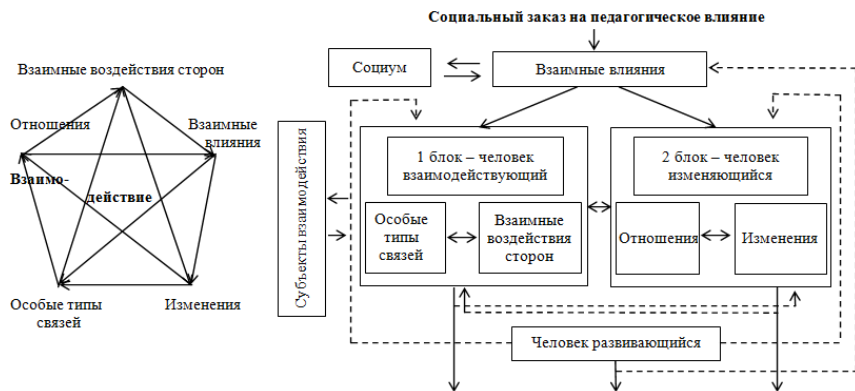 Социальный заказ на педагогическое влияние
Взаимные воздействия сторон
Отношения
Взаимные
влияния
Взаимо-
действие
Особые типы
связей
Изменения
Социум
Взаимные влияния
Субъекты взаимодействия
1 блок – человек
взаимодействующий
Особые
типы
связей
Взаимные
воздействия
сторон
2 блок – человек
изменяющийся
Отношения
Изменения
Человек развивающийся